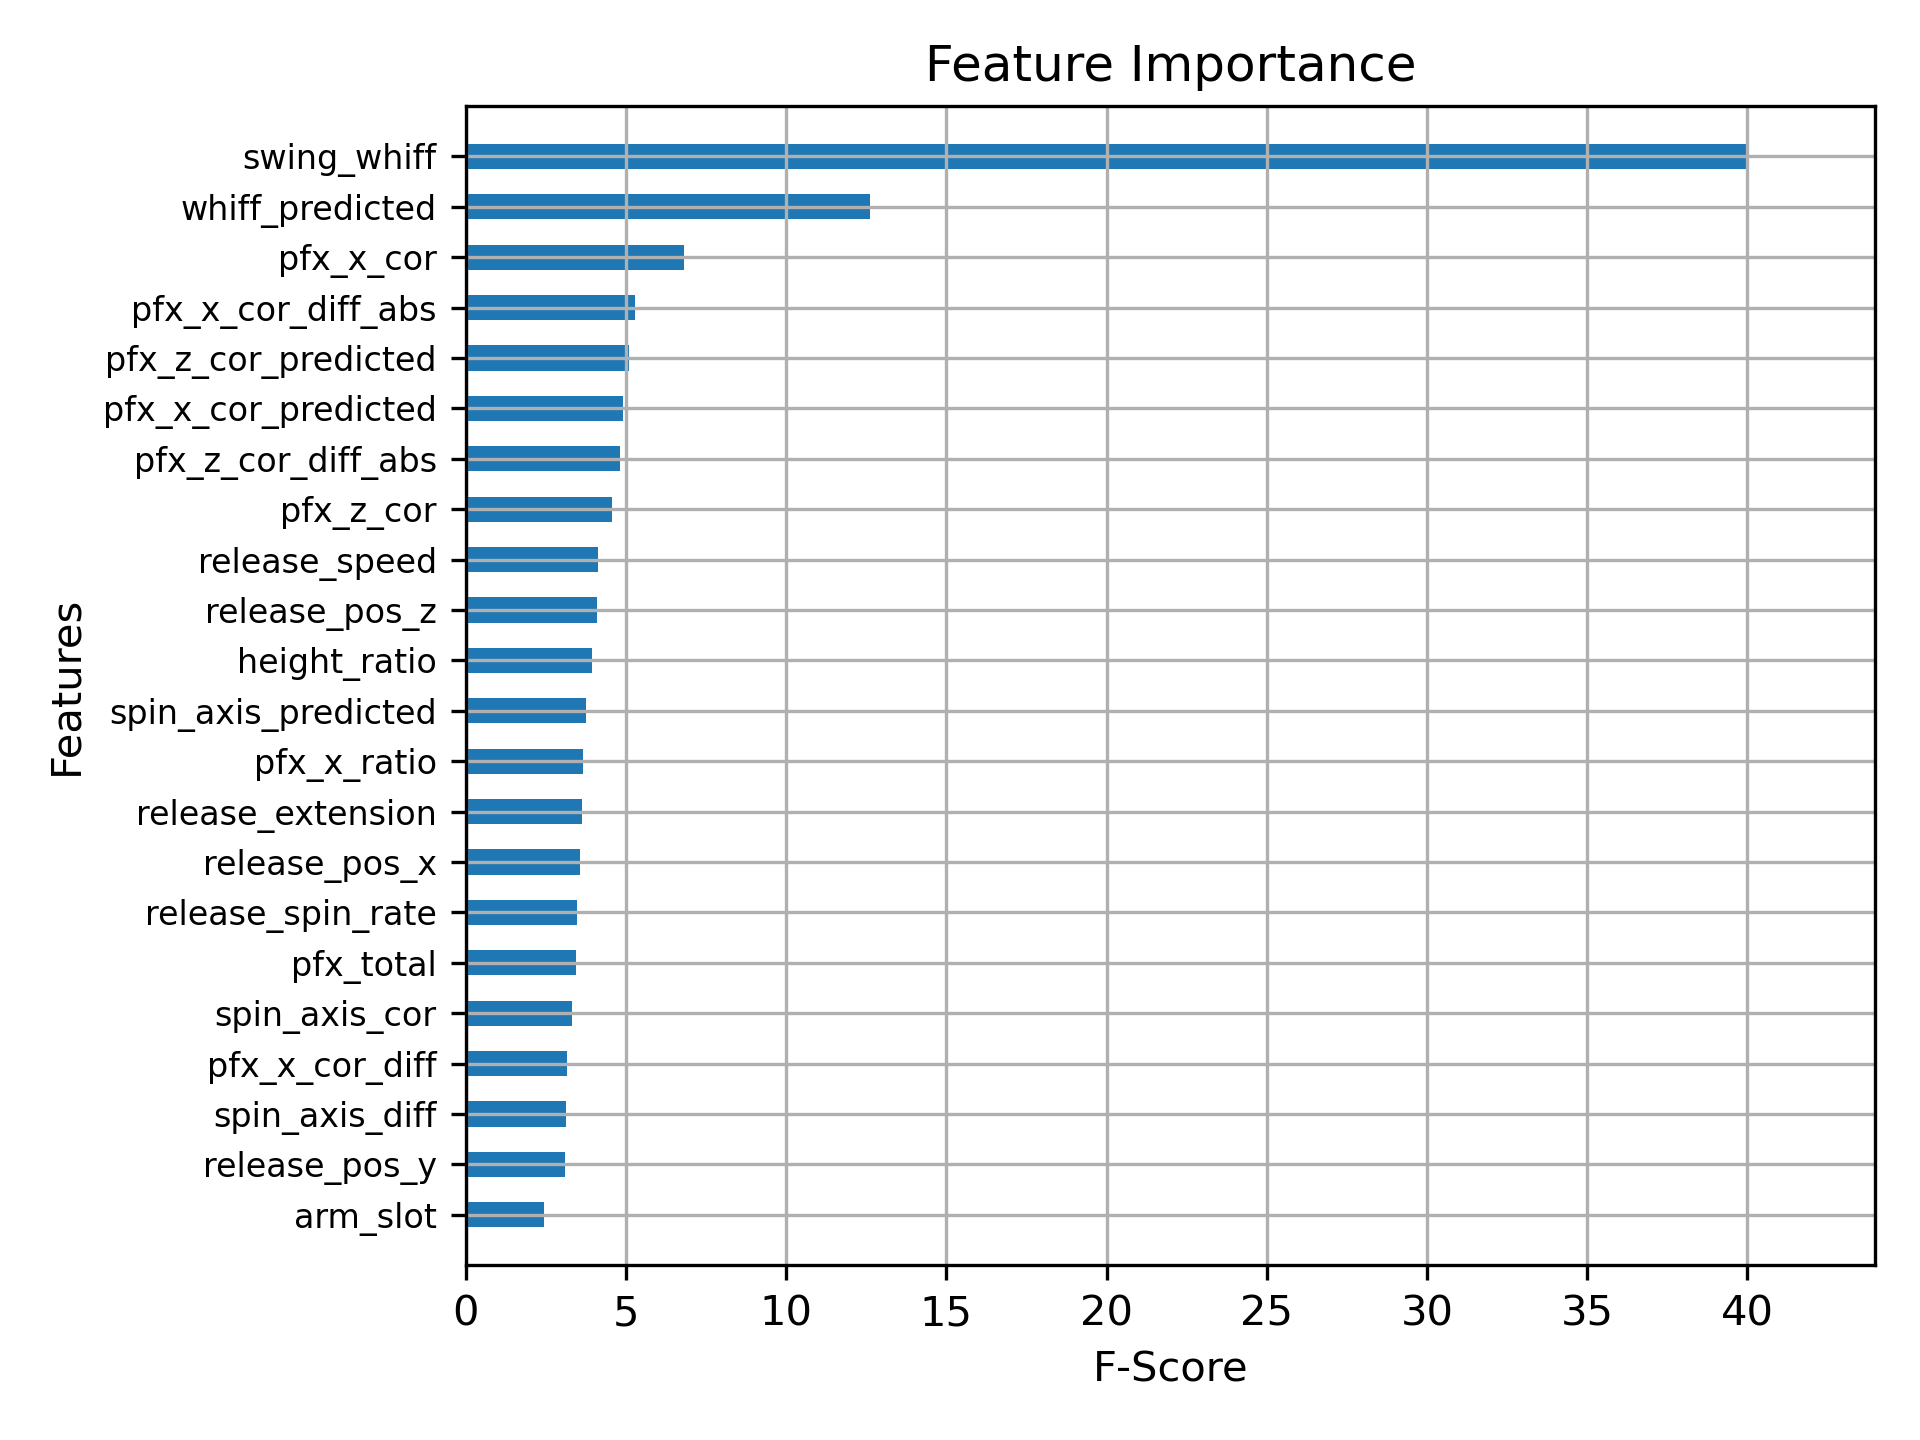 Feature Importance
swing_whiff
whiff_predicted
pfx_x_cor
pfx_x_cor_diff_abs
pfx_z_cor_predicted
pfx_x_cor_predicted
pfx_z_cor_diff_abs
pfx_z_cor
release_speed
release_pos_z
height_ratio
spin_axis_predicted
pfx_x_ratio
release_extension
release_pos_x
release_spin_rate
pfx_total
spin_axis_cor
pfx_x_cor_diff
spin_axis_diff
release_pos_y
arm_slot
Features
0 5 10 15 20 25 30 35 40
F-Score